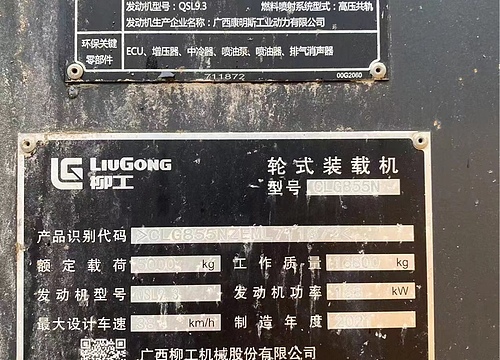 发动机型号：QSL9.3 燃料喷射系统型式：高压共轨
发动机生产企业名称：广西康明斯工业动力有限公司
环保关键零部件 ECU、增压器、中冷器、喷油泵、喷油器、排气消声器
711872 00G2060
LIUGONG 柳工
轮式装载机
型号 CLG855N
产品识别代码
额定载荷 kg 工作质量 kg
发动机型号 发动机功率 kW
最大设计车速 km/h 制造年度
广西柳工机械股份有限公司